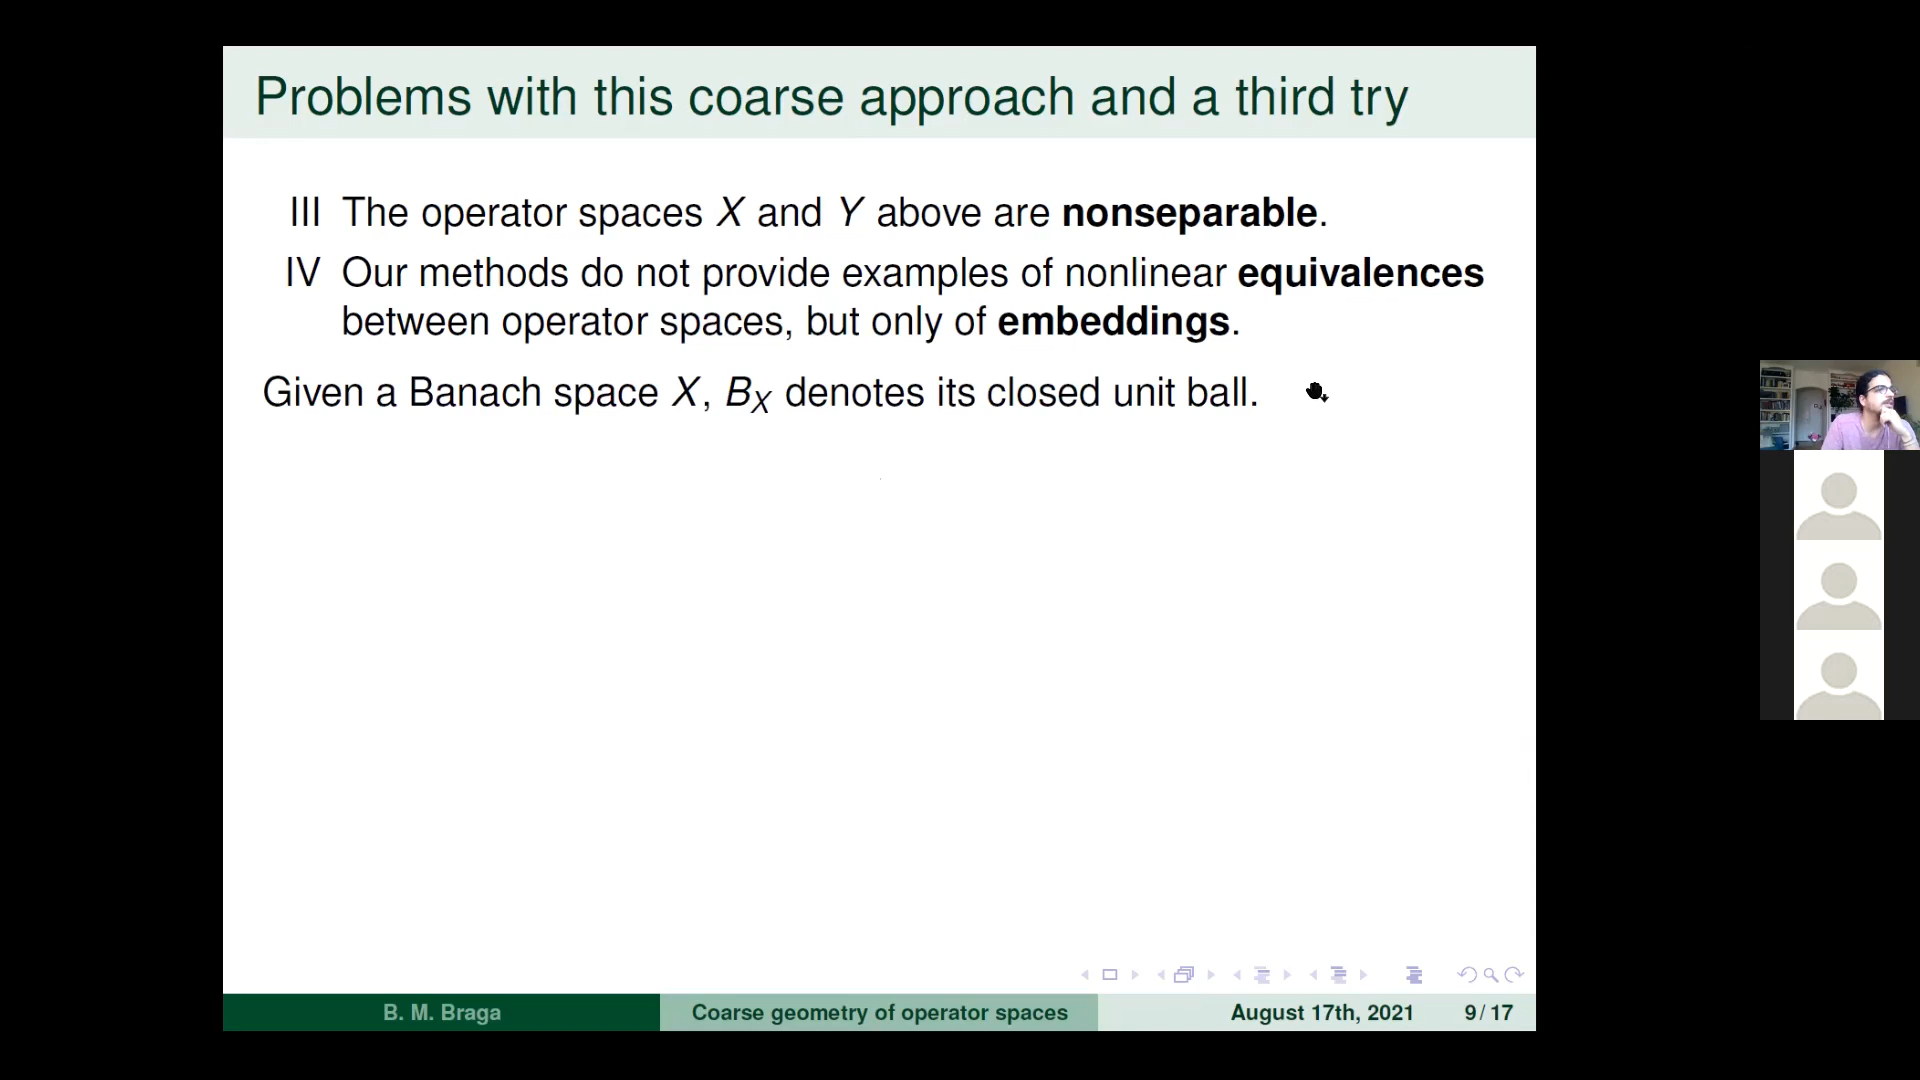 Problems with this coarse approach and a third try
III The operator spaces X and Y above are nonseparable.
IV Our methods do not provide examples of nonlinear equivalences
between operator spaces, but only of embeddings.
Given a Banach space X, B_X denotes its closed unit ball.
B. M. Braga Coarse geometry of operator spaces August 17th, 2021 9/17